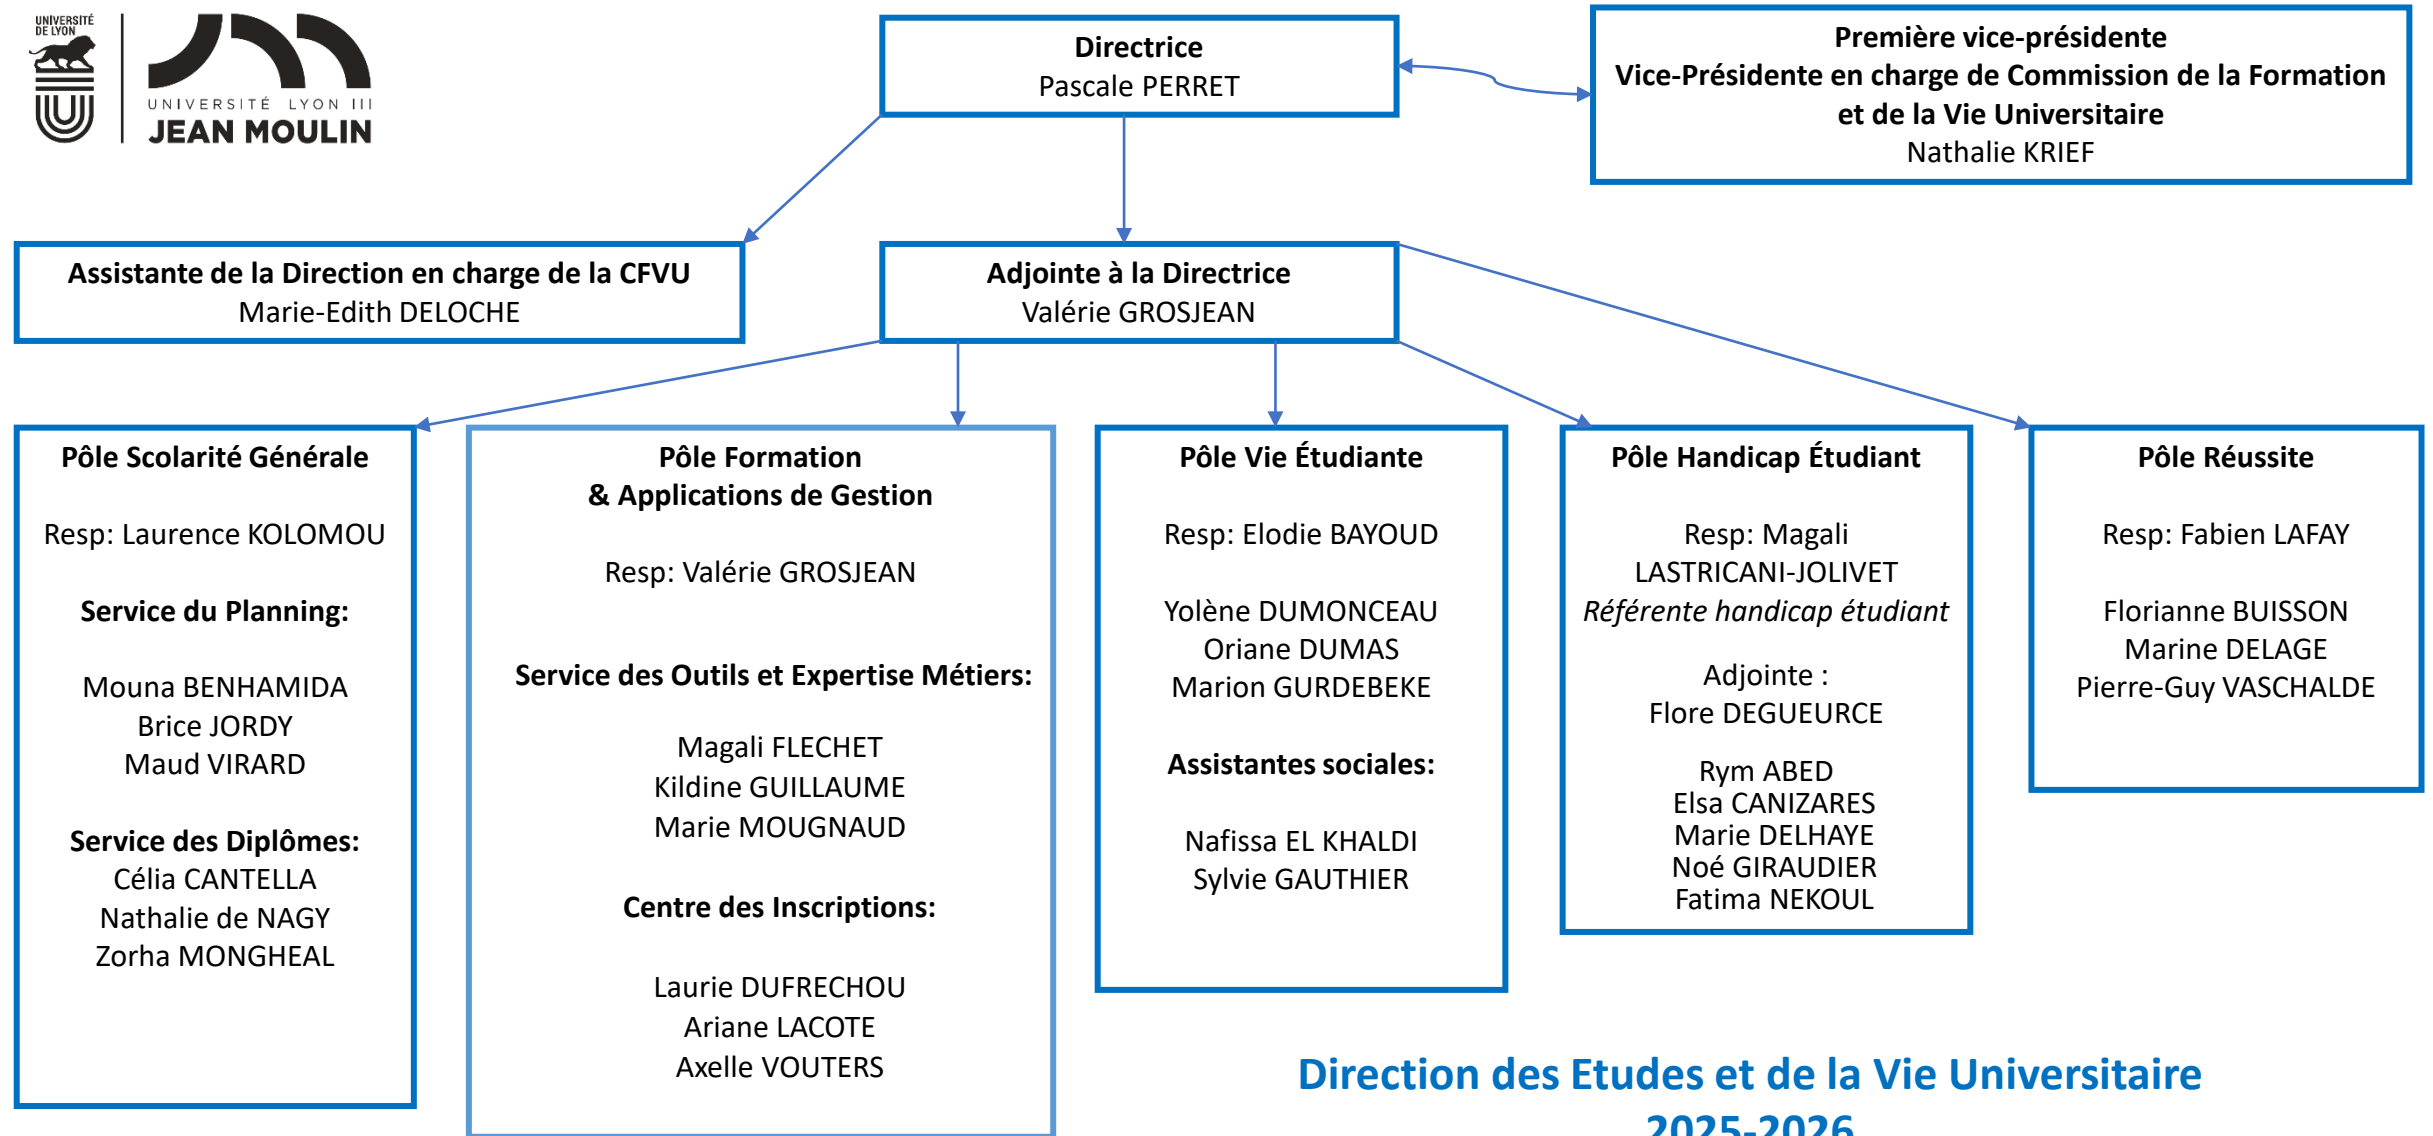 UNIVERSITÉ
DE LYON
UNIVERSITÉ LYON III
JEAN MOULIN
Directrice
Pascale PERRET
Première vice-présidente
Vice-Présidente en charge de Commission de la Formation
et de la Vie Universitaire
Nathalie KRIEF
Assistante de la Direction en charge de la CFVU
Marie-Edith DELOCHE
Adjointe à la Directrice
Valérie GROSJEAN
Pôle Scolarité Générale
Resp: Laurence KOLOMOU
Service du Planning:
Mouna BENHAMIDA
Brice JORDY
Maud VIRARD
Service des Diplômes:
Célia CANTELLA
Nathalie de NAGY
Zorha MONGHEAL
Pôle Formation
& Applications de Gestion
Resp: Valérie GROSJEAN
Service des Outils et Expertise Métiers:
Magali FLECHET
Kildine GUILLAUME
Marie MOUGNAUD
Centre des Inscriptions:
Laurie DUFRECHOU
Ariane LACOTE
Axelle VOUTERS
Pôle Vie Étudiante
Resp: Elodie BAYOUD
Yolène DUMONCEAU
Oriane DUMAS
Marion GURDEBEKE
Assistantes sociales:
Nafissa EL KHALDI
Sylvie GAUTHIER
Pôle Handicap Étudiant
Resp: Magali
LASTRICANI-JOLIVET
Référente handicap étudiant
Adjointe :
Flore DEGUEURCE
Rym ABED
Elsa CANIZARES
Marie DELHAYE
Noé GIRAUDIER
Fatima NEKOUL
Pôle Réussite
Resp: Fabien LAFAY
Florianne BUISSON
Marine DELAGE
Pierre-Guy VASCHALDE
Direction des Etudes et de la Vie Universitaire
2025-2026